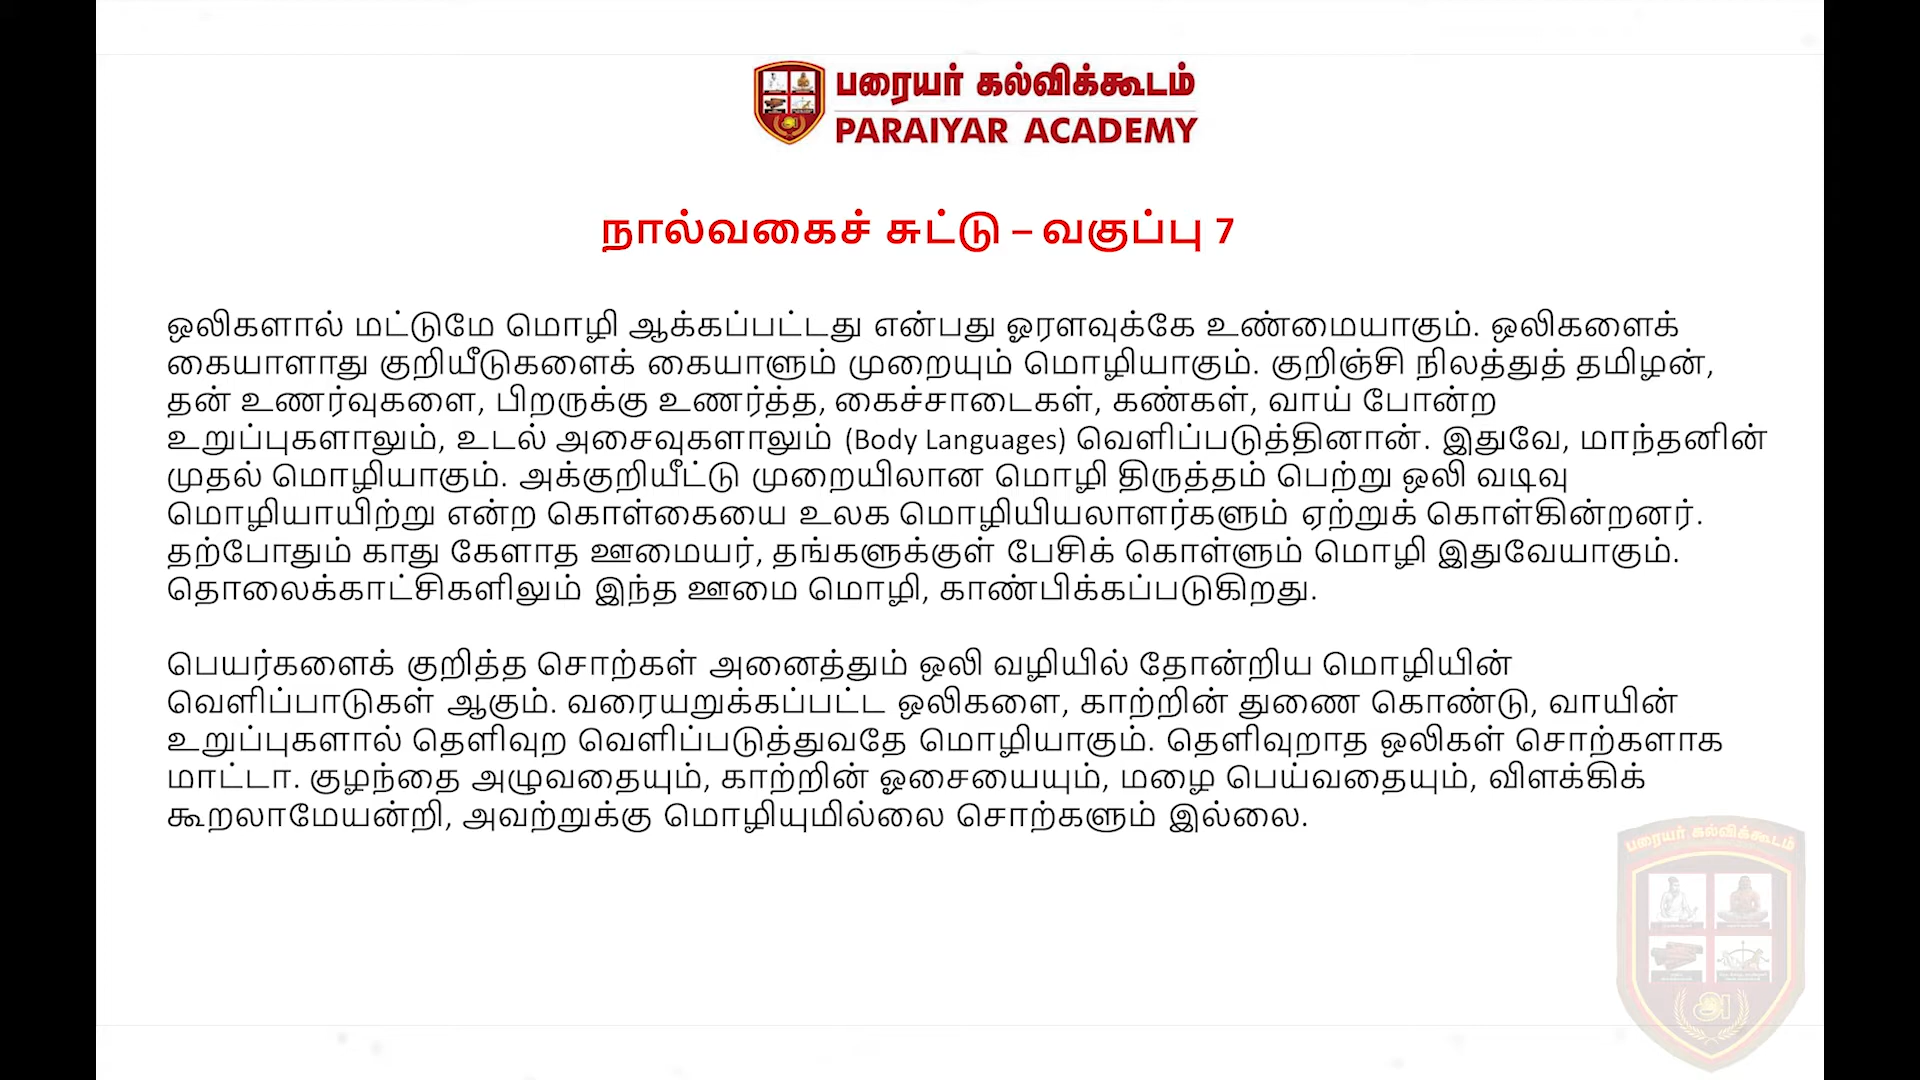 பரையர் கல்விக்கூடம்
PARAIYAR ACADEMY
நால்வகைச் சுட்டு – வகுப்பு 7
ஒலிகளால் மட்டுமே மொழி ஆக்கப்பட்டது என்பது ஓரளவுக்கே உண்மையாகும். ஒலிகளைக்
கையாளாது குறியீடுகளைக் கையாளும் முறையும் மொழியாகும். குறிஞ்சி நிலத்துத் தமிழன்,
தன் உணர்வுகளை, பிறருக்கு உணர்த்த, கைச்சாடைகள், கண்கள், வாய் போன்ற
உறுப்புகளாலும், உடல் அசைவுகளாலும் (Body Languages) வெளிப்படுத்தினான். இதுவே, மாந்தனின்
முதல் மொழியாகும். அக்குறியீட்டு முறையிலான மொழி திருத்தம் பெற்று ஒலி வடிவு
மொழியாயிற்று என்ற கொள்கையை உலக மொழியியலாளர்களும் ஏற்றுக் கொள்கின்றனர்.
தற்போதும் காது கேளாத ஊமையர், தங்களுக்குள் பேசிக் கொள்ளும் மொழி இதுவேயாகும்.
தொலைக்காட்சிகளிலும் இந்த ஊமை மொழி, காண்பிக்கப்படுகிறது.
பெயர்களைக் குறித்த சொற்கள் அனைத்தும் ஒலி வழியில் தோன்றிய மொழியின்
வெளிப்பாடுகள் ஆகும். வரையறுக்கப்பட்ட ஒலிகளை, காற்றின் துணை கொண்டு, வாயின்
உறுப்புகளால் தெளிவுற வெளிப்படுத்துவதே மொழியாகும். தெளிவுறாத ஒலிகள் சொற்களாக
மாட்டா. குழந்தை அழுவதையும், காற்றின் ஓசையையும், மழை பெய்வதையும், விளக்கிக்
கூறலாமேயன்றி, அவற்றுக்கு மொழியுமில்லை சொற்களும் இல்லை.
பரையர் கல்விக்கூடம்
அ